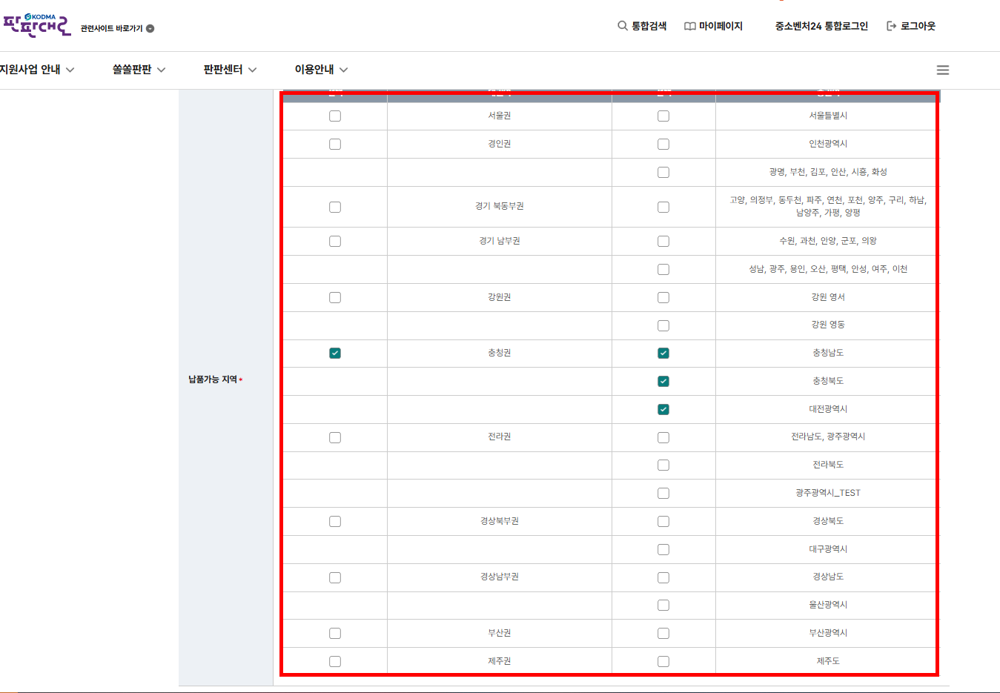 KODMA
판판대로
관련사이트 바로가기
통합검색
마이페이지
중소벤처24 통합로그인
로그아웃
지원사업 안내
쏠쏠판판
판판센터
이용안내
서울권 서울특별시
경인권 인천광역시
광명, 부천, 김포, 안산, 시흥, 화성
경기 북동부권 고양, 의정부, 동두천, 파주, 연천, 포천, 양주, 구리, 하남,
남양주, 가평, 양평
경기 남부권 수원, 과천, 안양, 군포, 의왕
성남, 광주, 용인, 오산, 평택, 안성, 여주, 이천
강원권 강원 영서
강원 영동
충청권 충청남도
납품가능 지역*
충청북도
대전광역시
전라권 전라남도, 광주광역시
전라북도
광주광역시_TEST
경상북부권 경상북도
대구광역시
경상남부권 경상남도
울산광역시
부산권 부산광역시
제주권 제주도